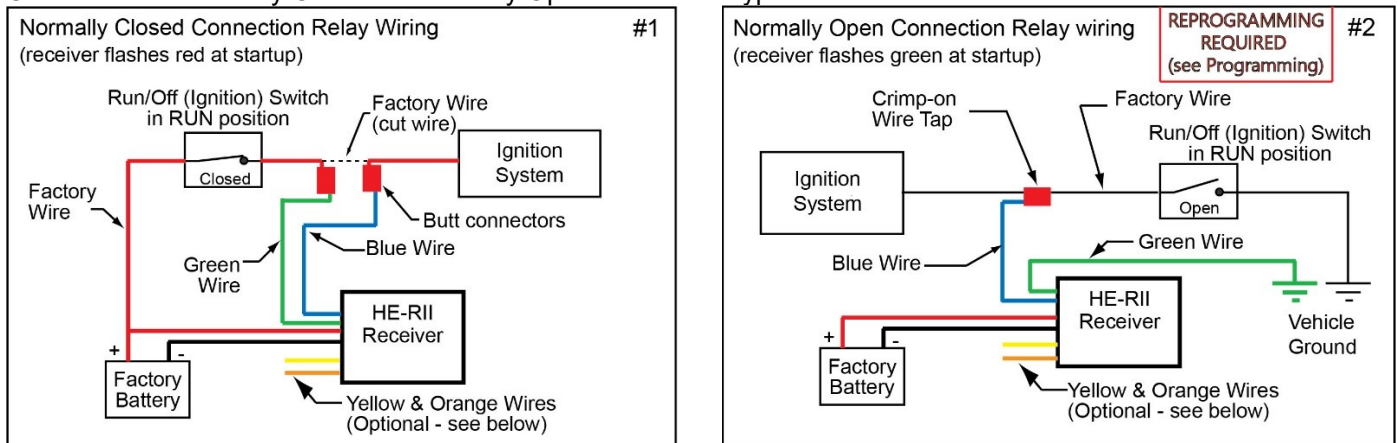 Normally Closed Connection Relay Wiring
#1
(receiver flashes red at startup)
Run/Off (Ignition) Switch
in RUN position
Factory Wire
(cut wire)
Closed
Ignition
System
Factory
Wire
Butt connectors
Blue Wire
Green
Wire
HE-RII
Receiver
+
-
Factory
Battery
Yellow & Orange Wires
(Optional - see below)
Normally Open Connection Relay wiring
REPROGRAMMING
REQUIRED
(see Programming)
#2
(receiver flashes green at startup)
Crimp-on
Wire Tap
Factory Wire
Run/Off (Ignition) Switch
in RUN position
Ignition
System
Open
Blue Wire
Green Wire
HE-RII
Receiver
Vehicle
Ground
+
-
Factory
Battery
Yellow & Orange Wires
(Optional - see below)